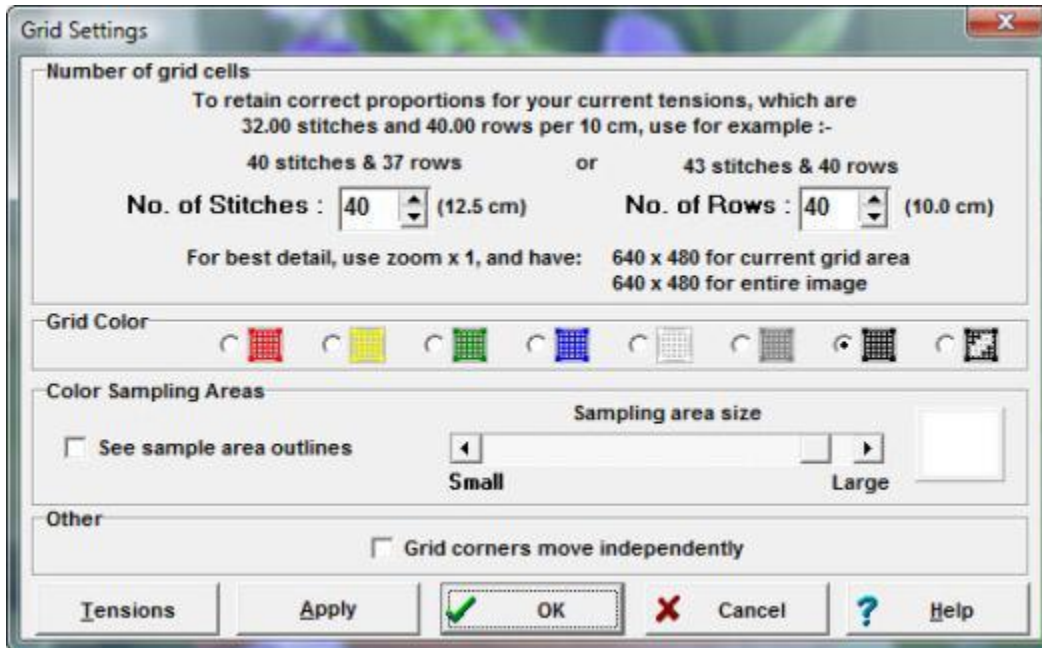 Grid Settings
Number of grid cells
To retain correct proportions for your current tensions, which are
32.00 stitches and 40.00 rows per 10 cm, use for example :-
40 stitches & 37 rows or 43 stitches & 40 rows
No. of Stitches : 40 (12.5 cm) No. of Rows : 40 (10.0 cm)
For best detail, use zoom x 1, and have: 640 x 480 for current grid area
640 x 480 for entire image
Grid Color
Color Sampling Areas
Sampling area size
See sample area outlines
Small Large
Other
Grid corners move independently
Tensions Apply OK Cancel ? Help